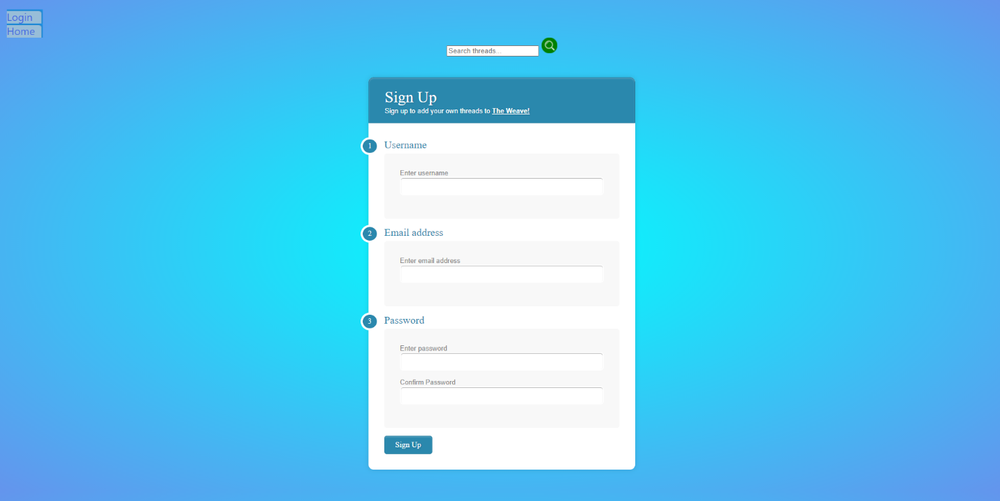 Login
Home
Search threads...
Sign Up
Sign up to add your own threads to The Weave!
1 Username
Enter username
2 Email address
Enter email address
3 Password
Enter password
Confirm Password
Sign Up